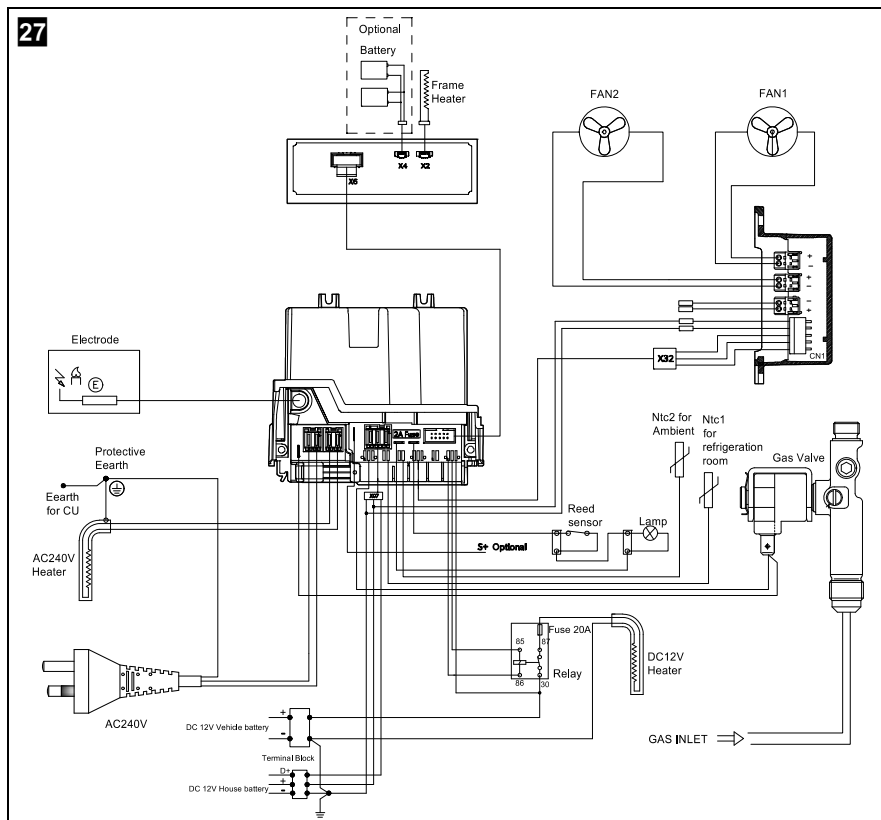 27
Optional
Battery
Frame
Heater
FAN2
FAN1
X6
X4
X2
+
-
+
-
-
+
CN1
X32
Electrode
E
2A Fuse
Protective
Eearth
Eearth
for CU
AC240V
Heater
Ntc2 for
Ambient
Ntc1
for
refrigeration
room
Gas Valve
Reed
sensor
Lamp
S+ Optional
Fuse 20A
85
87
86
30
Relay
DC12V
Heater
AC240V
+
DC 12V Vehicle battery
-
Terminal Block
D+
+
DC 12V House battery
-
GAS INLET